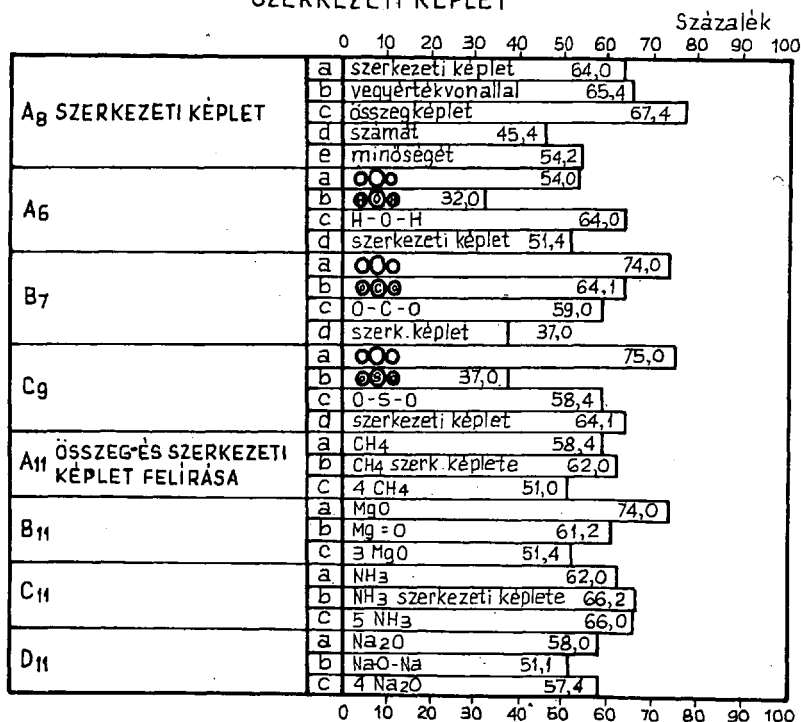 SZERKEZETI KÉPLET
Százalék
0 10 20 30 40 50 60 70 80 90 100
A8 SZERKEZETI KÉPLET
a szerkezeti képlet 64,0
b vegyértékvonallal 65,4
c összegképlet 67,4
d számát 45,4
e minőségét 54,2
A6
a 54,0
b 32,0
c H-O-H 64,0
d szerkezeti képlet 51,4
B7
a 74,0
b 64,1
c O-C-O 59,0
d szerk. képlet 37,0
C9
a 75,0
b 37,0
c O-S-O 58,4
d szerkezeti képlet 64,1
A11 ÖSSZEG-ÉS SZERKEZETI
KÉPLET FELÍRÁSA
a CH4 58,4
b CH4 szerk. képlete 62,0
c 4 CH4 51,0
B11
a MgO 74,0
b Mg=O 61,2
c 3 MgO 51,4
C11
a NH3 62,0
b NH3 szerkezeti képlete 66,2
c 5 NH3 66,0
D11
a Na2O 58,0
b Na-O-Na 51,1
c 4 Na2O 57,4
0 10 20 30 40 50 60 70 80 90 100